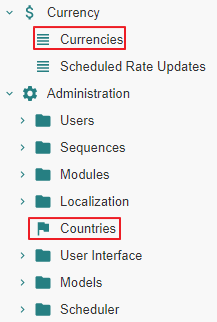 Currency
Currencies
Scheduled Rate Updates
Administration
Users
Sequences
Modules
Localization
Countries
User Interface
Models
Scheduler